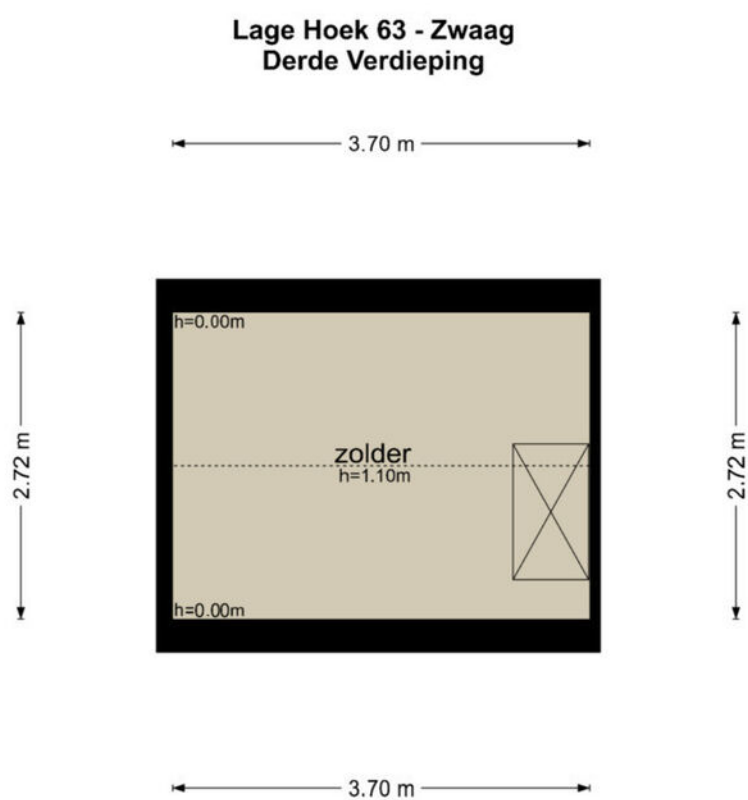 Lage Hoek 63 - Zwaag
Derde Verdieping
3.70 m
h=0.00m
2.72 m
zolder
h=1.10m
2.72 m
h=0.00m
3.70 m